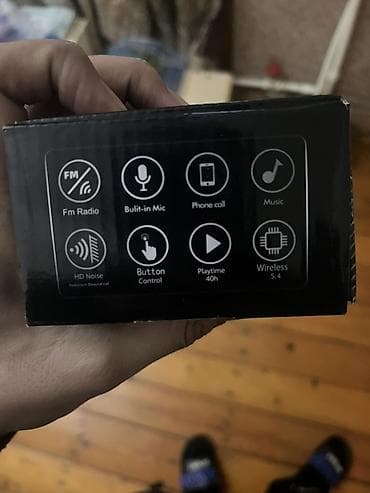 FM
Fm Radio
Bulit-in Mic
Phone call
Music
HD Noise
Button
Control
Playtime
40h
Wireless
5.4